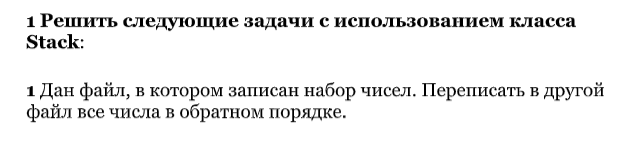 1 Решить следующие задачи с использованием класса
Stack:
1 Дан файл, в котором записан набор чисел. Переписать в другой
файл все числа в обратном порядке.